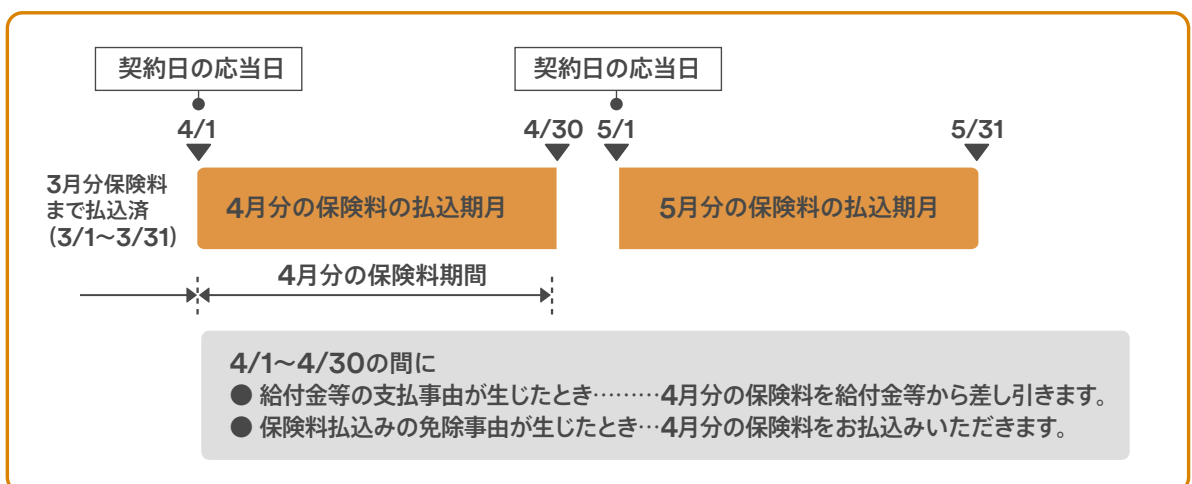 契約日の応当日
契約日の応当日
4/1
4/30
5/1
5/31
3月分保険料
まで払込済
(3/1～3/31)
4月分の保険料の払込期月
5月分の保険料の払込期月
4月分の保険料期間
4/1～4/30の間に
● 給付金等の支払事由が生じたとき………4月分の保険料を給付金等から差し引きます。
● 保険料払込みの免除事由が生じたとき…4月分の保険料をお払込みいただきます。